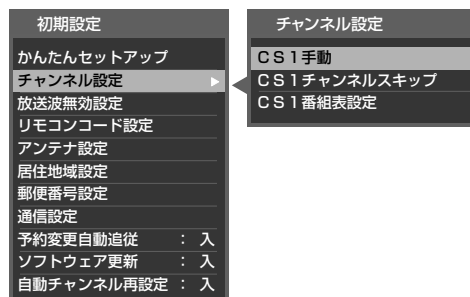 初期設定
かんたんセットアップ
チャンネル設定
放送波無効設定
リモコンコード設定
アンテナ設定
居住地域設定
郵便番号設定
通信設定
予約変更自動追従 : 入
ソフトウェア更新 : 入
自動チャンネル再設定 : 入
チャンネル設定
CS1手動
CS1チャンネルスキップ
CS1番組表設定